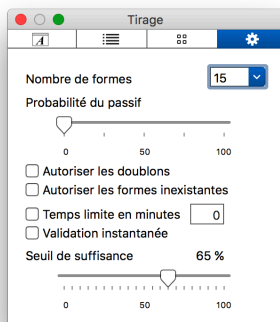 Tirage
A
Nombre de formes 15
Probabilité du passif
0 50 100
Autoriser les doublons
Autoriser les formes inexistantes
Temps limite en minutes 0
Validation instantanée
Seuil de suffisance 65 %
0 50 100